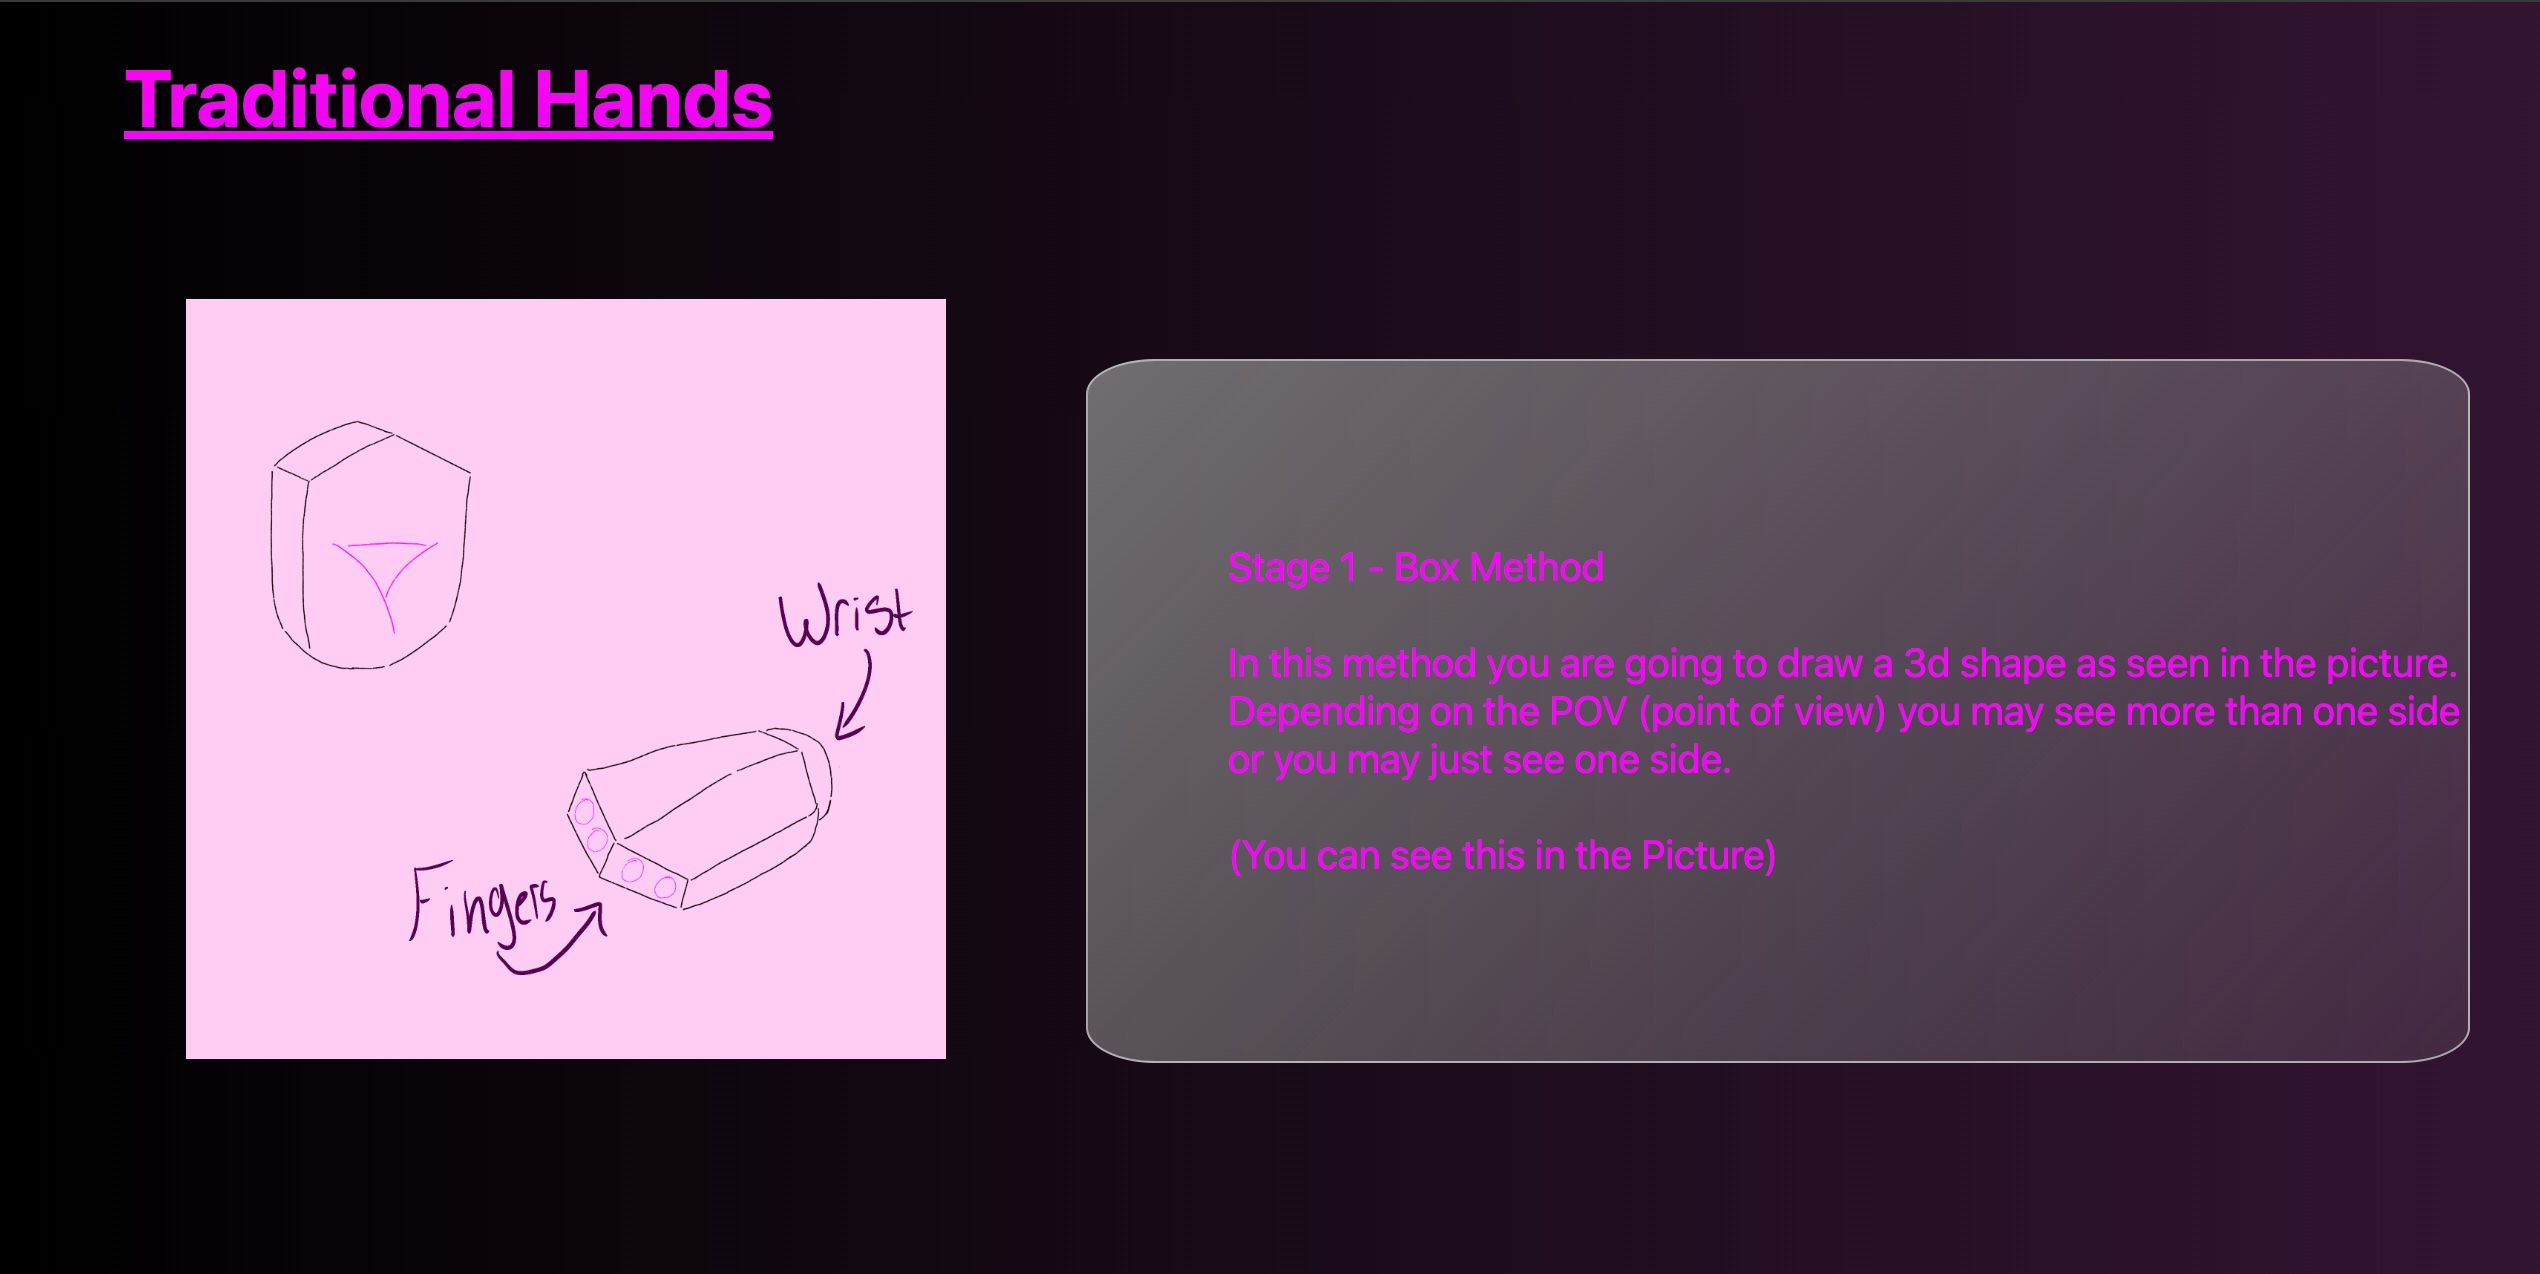 Traditional Hands
Wrist
Fingers
Stage 1 - Box Method
In this method you are going to draw a 3d shape as seen in the picture.
Depending on the POV (point of view) you may see more than one side
or you may just see one side.
(You can see this in the Picture)